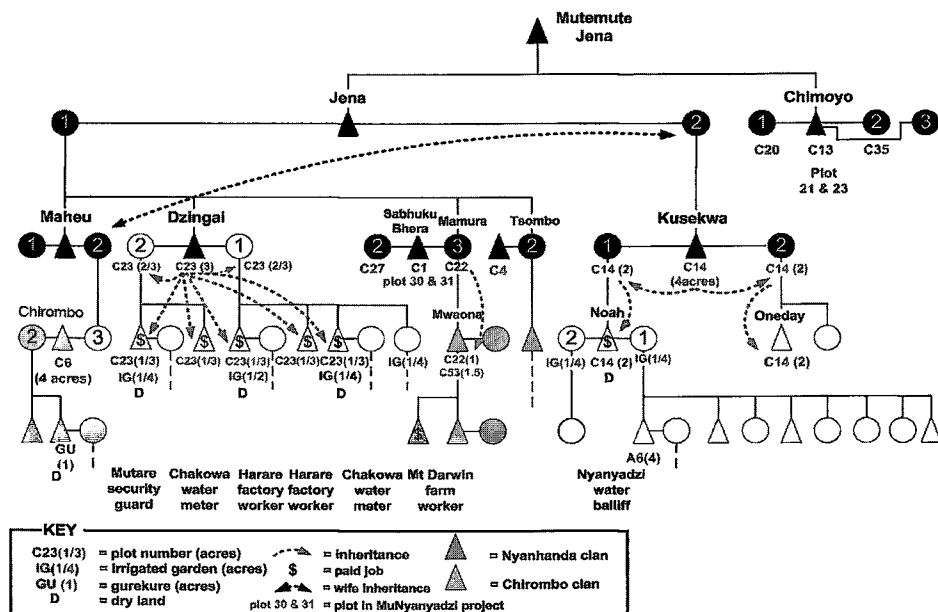 Mutemute
Jena
Jena
Chimoyo
1
2
1
2
3
C20
C13
C35
Plot
21 & 23
Maheu
Dzingai
Sabhuku
Bhera
Mamura
Tsombo
Kusekwa
1
2
2
1
2
3
2
1
2
C23 (2/3)
C23 (3)
C23 (2/3)
C27
C1
C22
C4
C14 (2)
C14
C14 (2)
plot 30 & 31
(4acres)
Chirombo
Mwaona
Noah
Oneday
2
3
$
$
$
$
$
2
$
1
C6
(4 acres)
C23(1/3)
C23(1/3)
C23(1/3)
C23(1/3)
C23(1/3)
IG(1/4)
C22(1)
IG(1/4)
C14 (2)
IG(1/4)
C14 (2)
IG(1/4)
IG(1/2)
IG(1/4)
C53(1.5)
D
D
D
D
$
GU
(1)
D
A6(4)
Mutare
security
guard
Chakowa
water
meter
Harare
factory
worker
Harare
factory
worker
Chakowa
water
meter
Mt Darwin
farm
worker
Nyanyadzi
water
balliff
KEY
C23(1/3) = plot number (acres)
IG(1/4) = irrigated garden (acres)
GU (1) = gurekure (acres)
D = dry land
= inheritance
$ = paid job
= wife inheritance
plot 30 & 31 = plot in MuNyanyadzi project
= Nyanhanda clan
= Chirombo clan